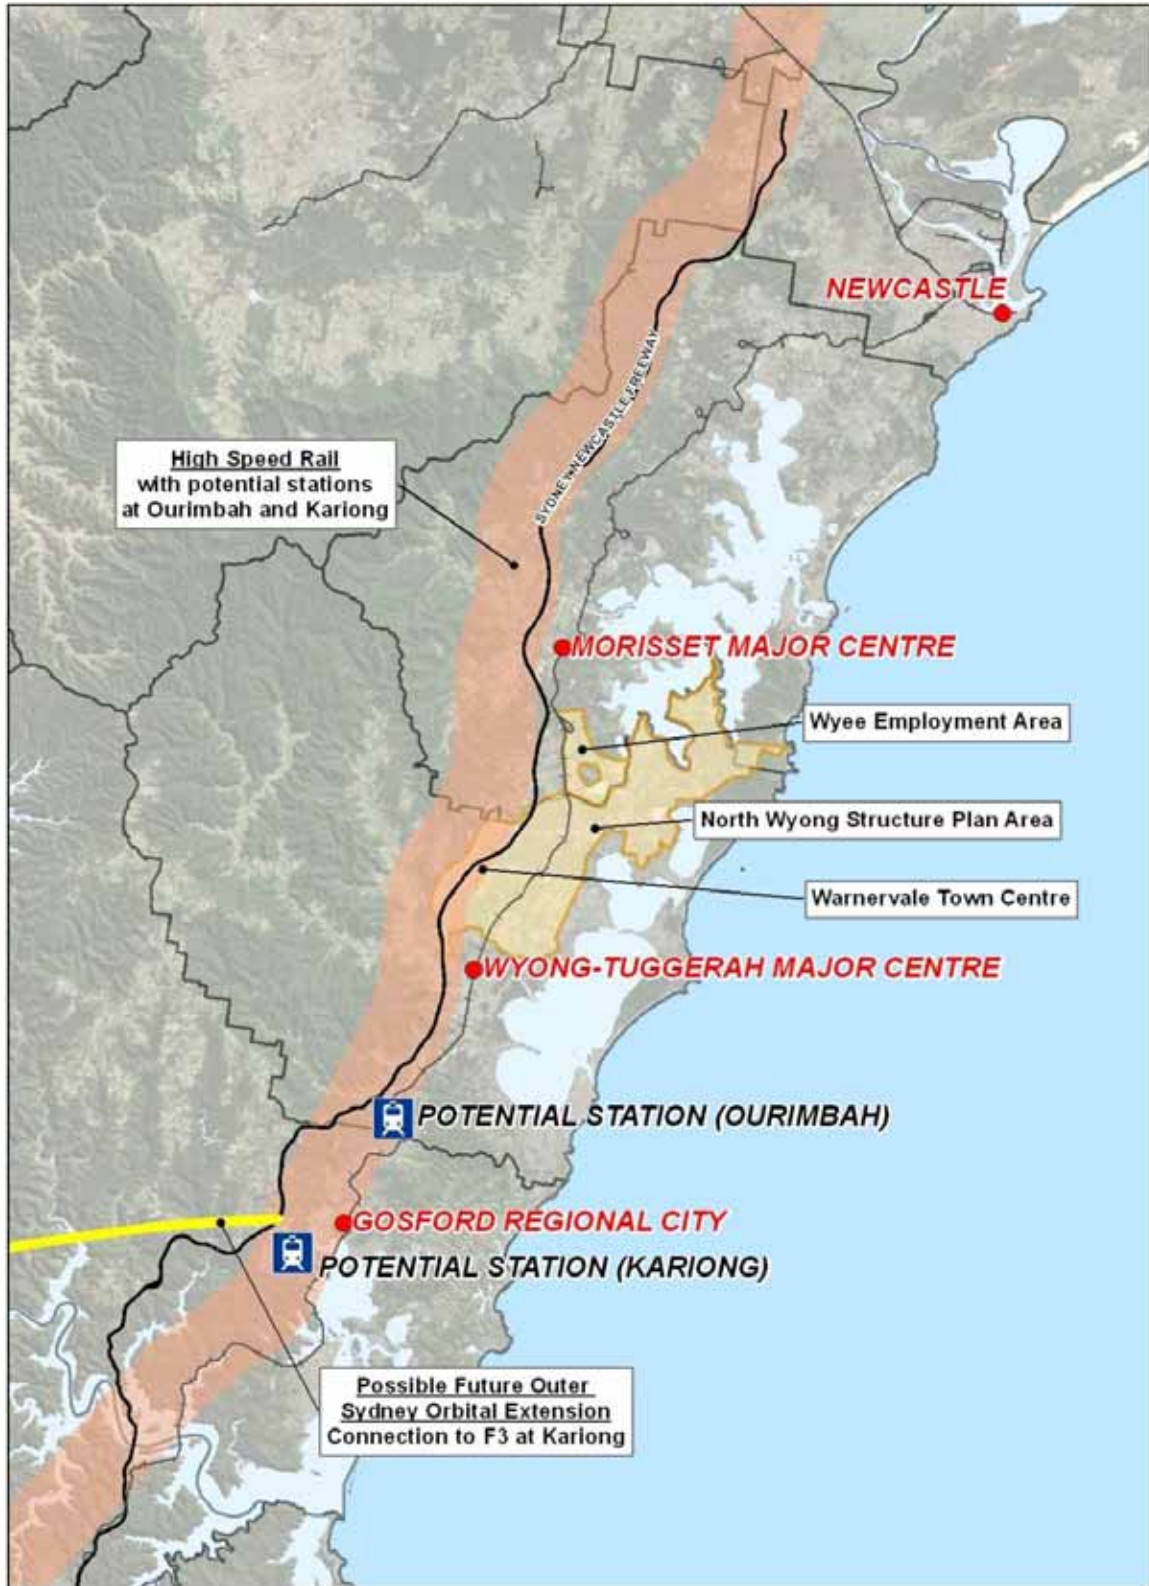 NEWCASTLE
SYDNEY NEWCASTLE FREEWAY
High Speed Rail
with potential stations
at Ourimbah and Kariong
MORISSET MAJOR CENTRE
Wyee Employment Area
North Wyong Structure Plan Area
Warnervale Town Centre
WYONG-TUGGERAH MAJOR CENTRE
POTENTIAL STATION (OURIMBAH)
GOSFORD REGIONAL CITY
POTENTIAL STATION (KARIONG)
Possible Future Outer
Sydney Orbital Extension
Connection to F3 at Kariong